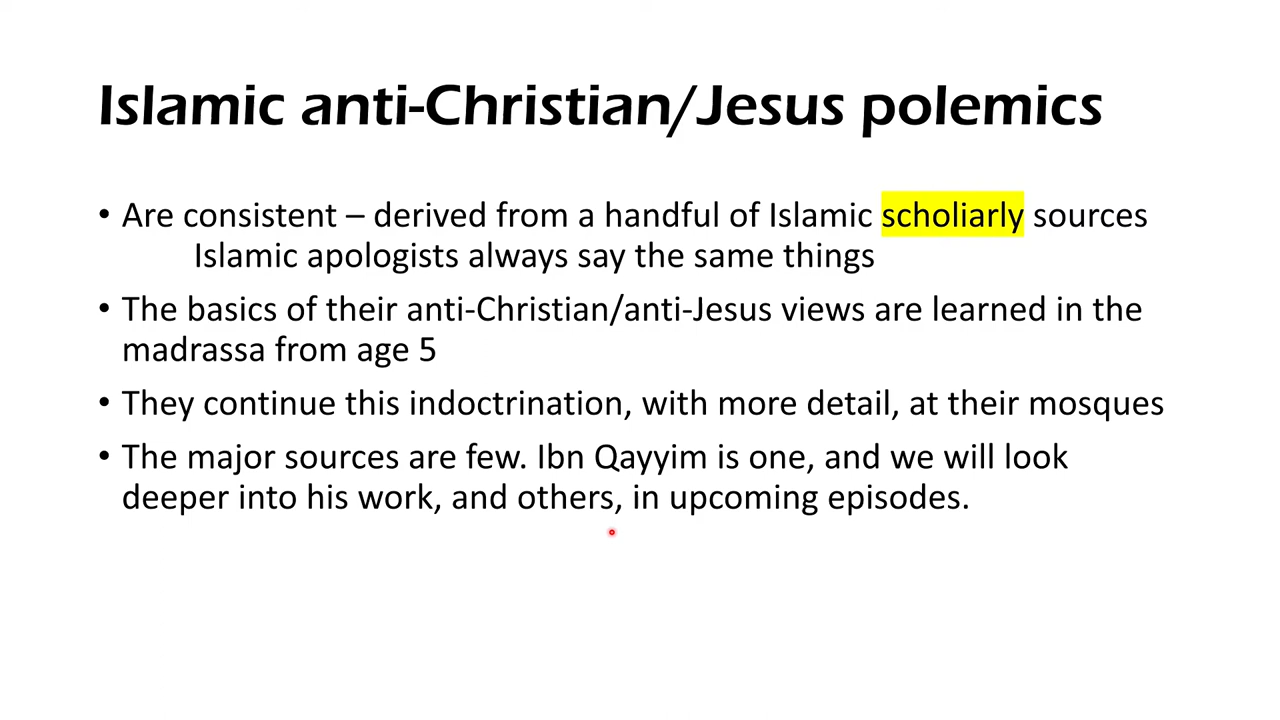 Islamic anti-Christian/Jesus polemics
• Are consistent – derived from a handful of Islamic scholiarly sources
Islamic apologists always say the same things
• The basics of their anti-Christian/anti-Jesus views are learned in the
madrassa from age 5
• They continue this indoctrination, with more detail, at their mosques
• The major sources are few. Ibn Qayyim is one, and we will look
deeper into his work, and others, in upcoming episodes.